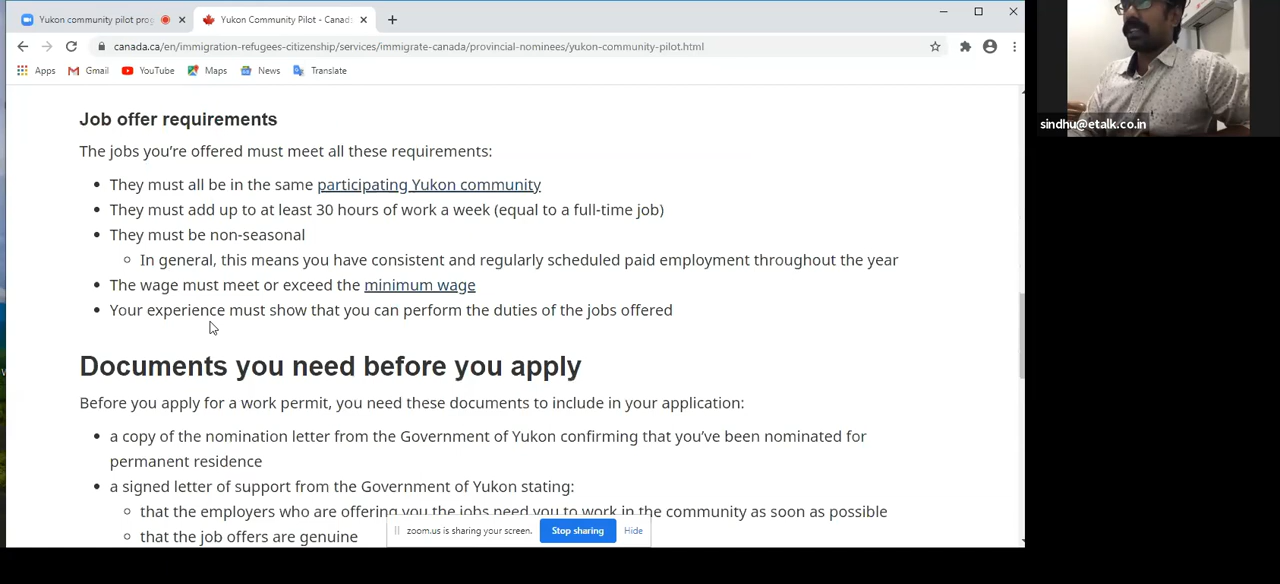 Yukon community pilot prog
Yukon Community Pilot - Canad
canada.ca/en/immigration-refugees-citizenship/services/immigrate-canada/provincial-nominees/yukon-community-pilot.html
Apps Gmail YouTube Maps News Translate
sindhu@etalk.co.in
Job offer requirements
The jobs you're offered must meet all these requirements:
They must all be in the same participating Yukon community
They must add up to at least 30 hours of work a week (equal to a full-time job)
They must be non-seasonal
In general, this means you have consistent and regularly scheduled paid employment throughout the year
The wage must meet or exceed the minimum wage
Your experience must show that you can perform the duties of the jobs offered
Documents you need before you apply
Before you apply for a work permit, you need these documents to include in your application:
a copy of the nomination letter from the Government of Yukon confirming that you've been nominated for
permanent residence
a signed letter of support from the Government of Yukon stating:
that the employers who are offering you the jobs need you to work in the community as soon as possible
zoom.us is sharing your screen. Stop sharing Hide
that the job offers are genuine